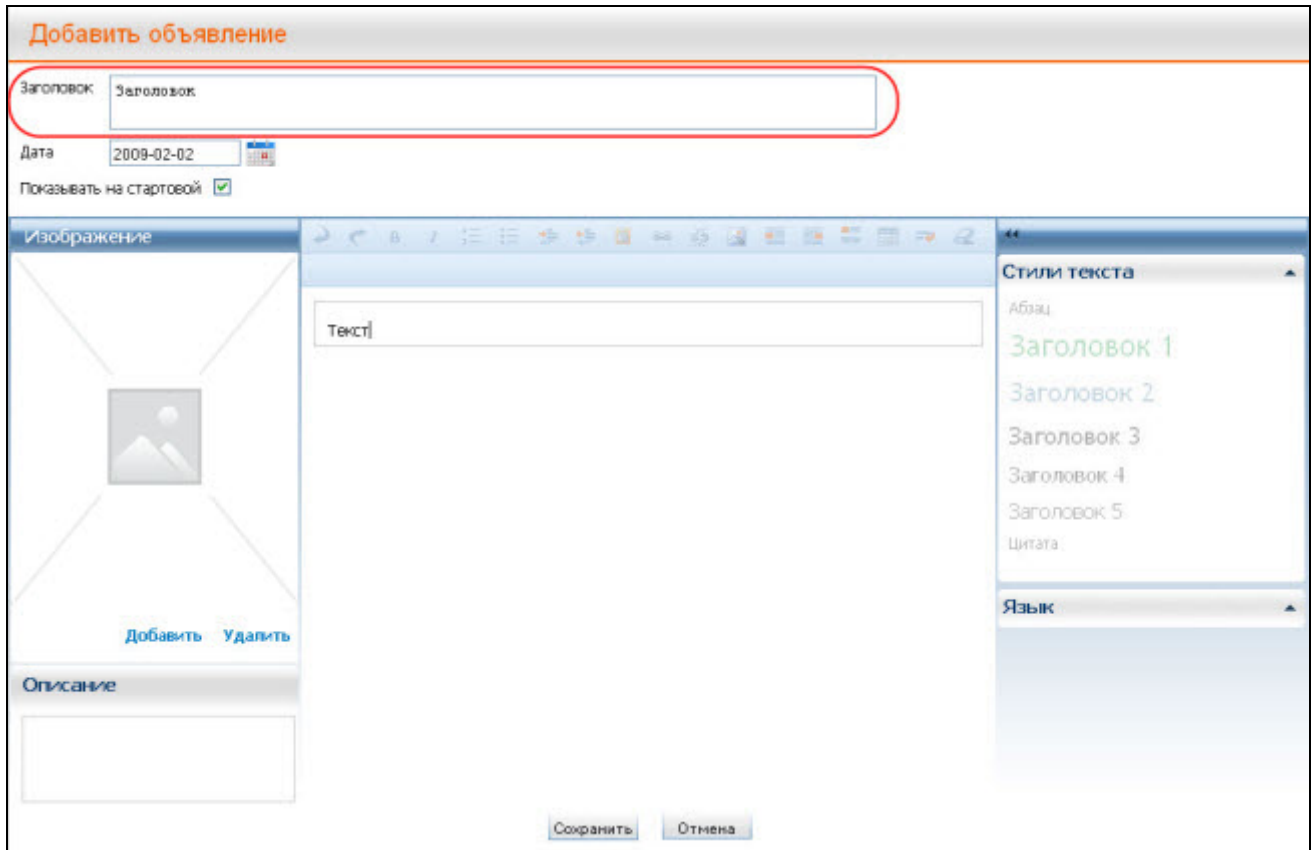 Добавить объявление
Заголовок Заголовок
Дата 2009-02-02
Показывать на стартовой
Изображение
B I
Стили текста
Абзац
Заголовок 1
Заголовок 2
Заголовок 3
Заголовок 4
Заголовок 5
Цитата
Язык
Текст
Добавить Удалить
Описание
Сохранить Отмена